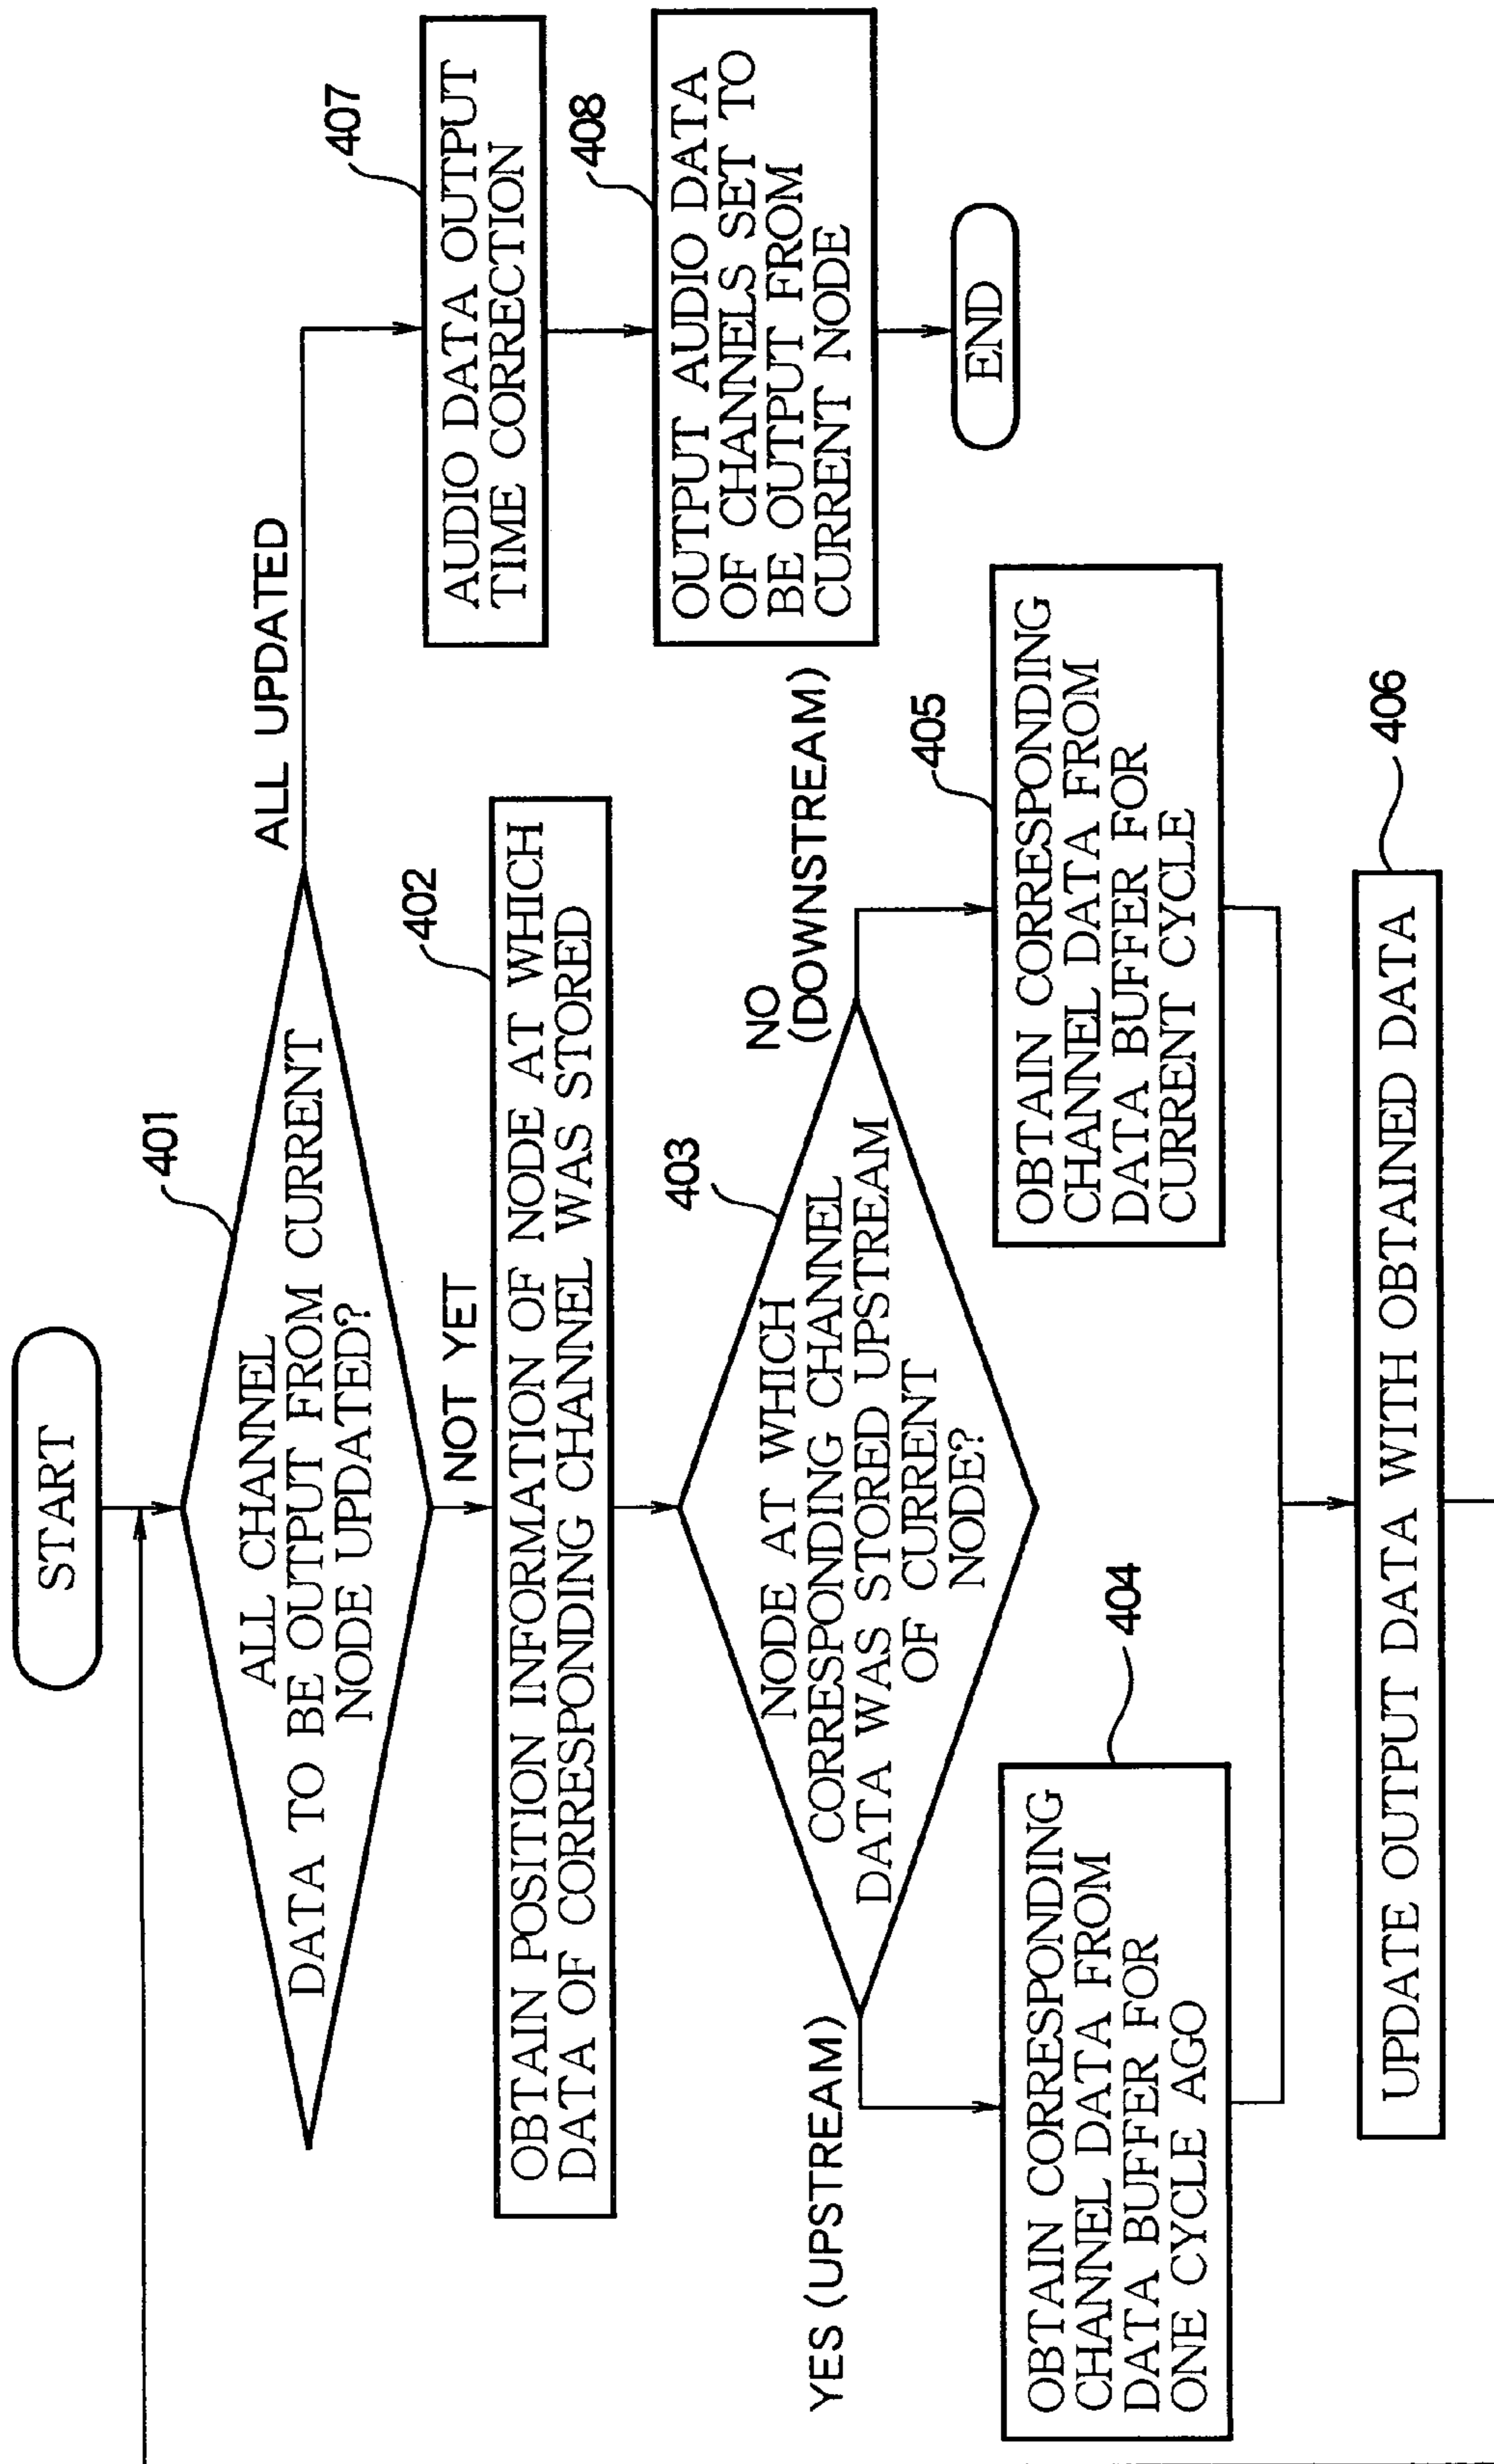 START
401
ALL CHANNEL
DATA TO BE OUTPUT FROM CURRENT
NODE UPDATED?
ALL UPDATED
NOT YET
402
OBTAIN POSITION INFORMATION OF NODE AT WHICH
DATA OF CORRESPONDING CHANNEL WAS STORED
403
NODE AT WHICH
CORRESPONDING CHANNEL
DATA WAS STORED UPSTREAM
OF CURRENT
NODE?
YES (UPSTREAM)
NO
(DOWNSTREAM)
404
OBTAIN CORRESPONDING
CHANNEL DATA FROM
DATA BUFFER FOR
ONE CYCLE AGO
405
OBTAIN CORRESPONDING
CHANNEL DATA FROM
DATA BUFFER FOR
CURRENT CYCLE
406
UPDATE OUTPUT DATA WITH OBTAINED DATA
407
AUDIO DATA OUTPUT
TIME CORRECTION
408
OUTPUT AUDIO DATA
OF CHANNELS SET TO
BE OUTPUT FROM
CURRENT NODE
END